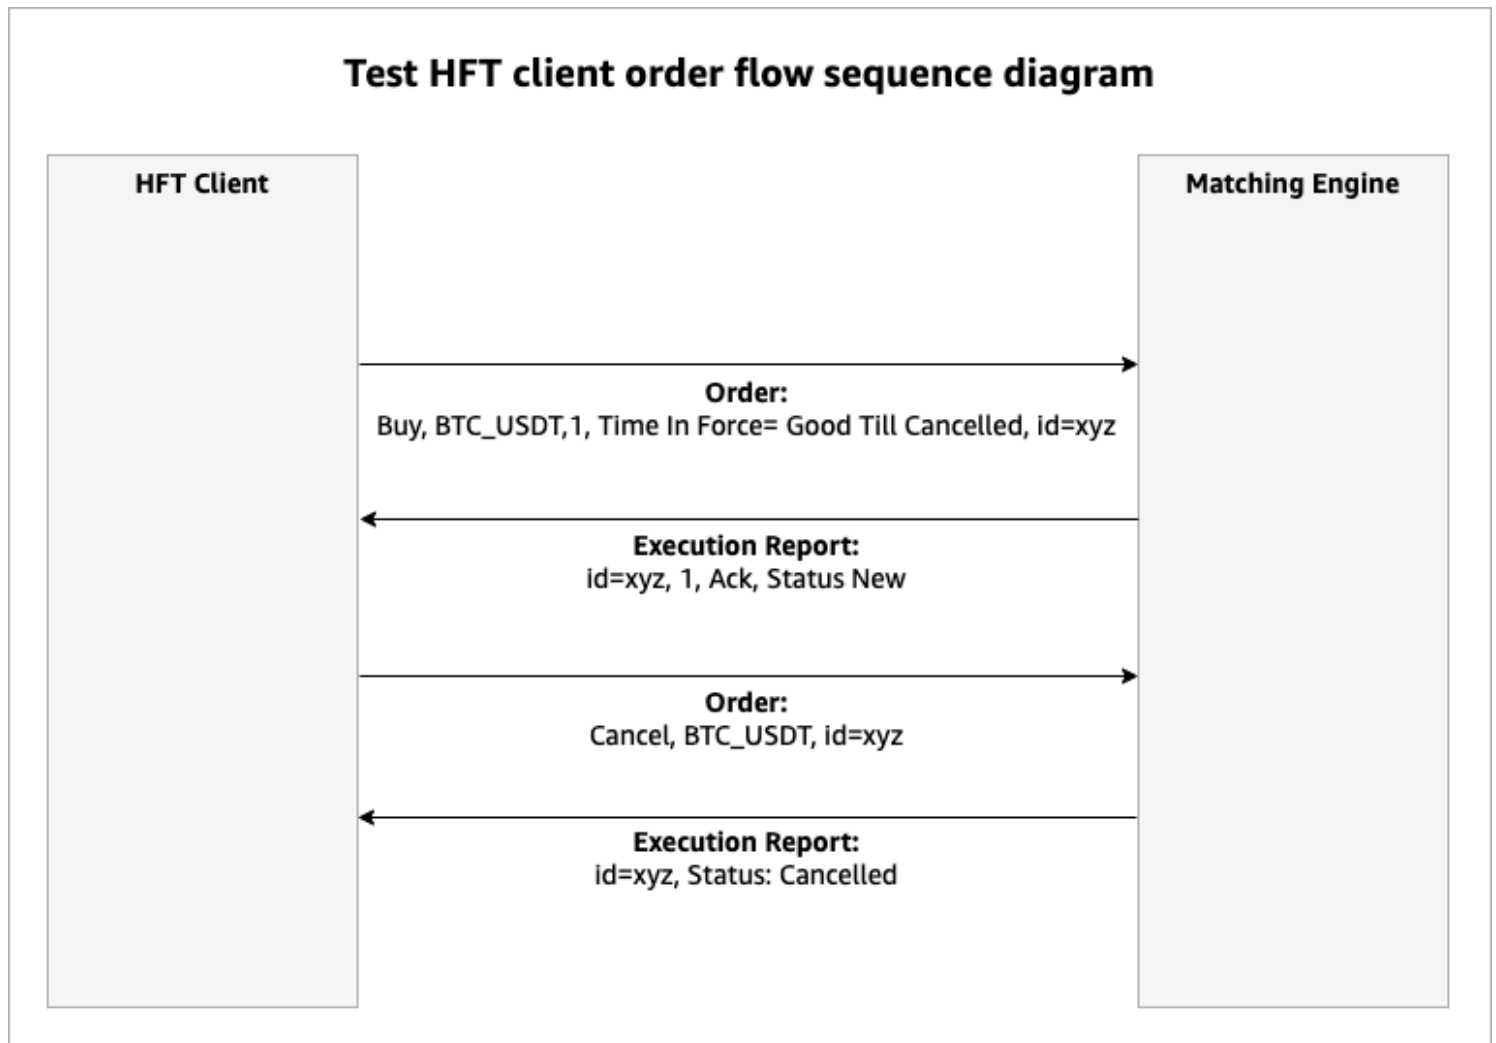 Test HFT client order flow sequence diagram
HFT Client
Matching Engine
Order:
Buy, BTC_USDT,1, Time In Force= Good Till Cancelled, id=xyz
Execution Report:
id=xyz, 1, Ack, Status New
Order:
Cancel, BTC_USDT, id=xyz
Execution Report:
id=xyz, Status: Cancelled